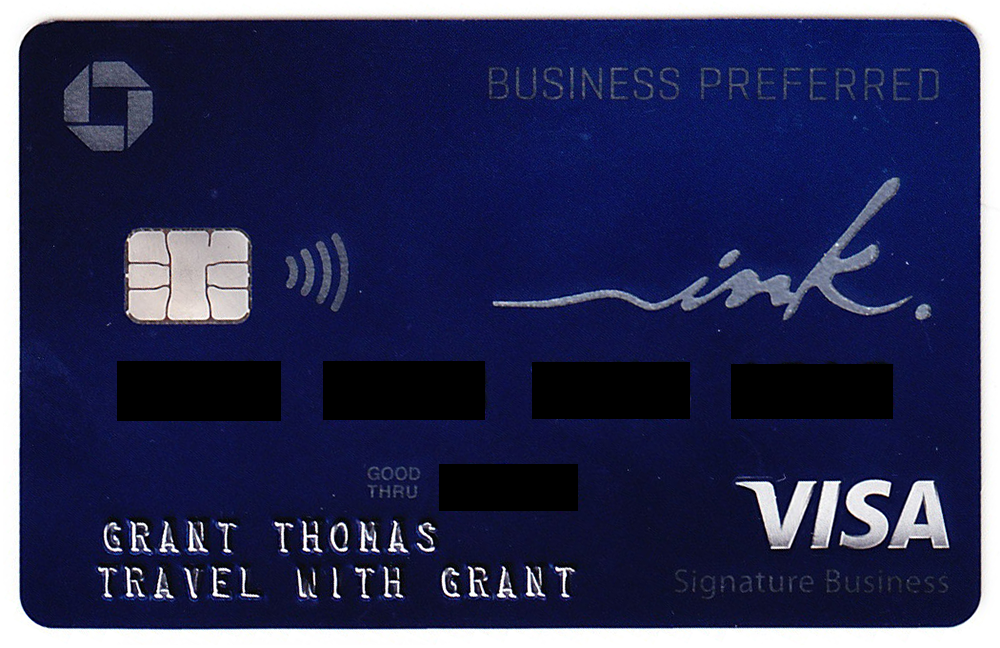 BUSINESS PREFERRED
ink.
GOOD
THRU
GRANT THOMAS
TRAVEL WITH GRANT
VISA
Signature Business